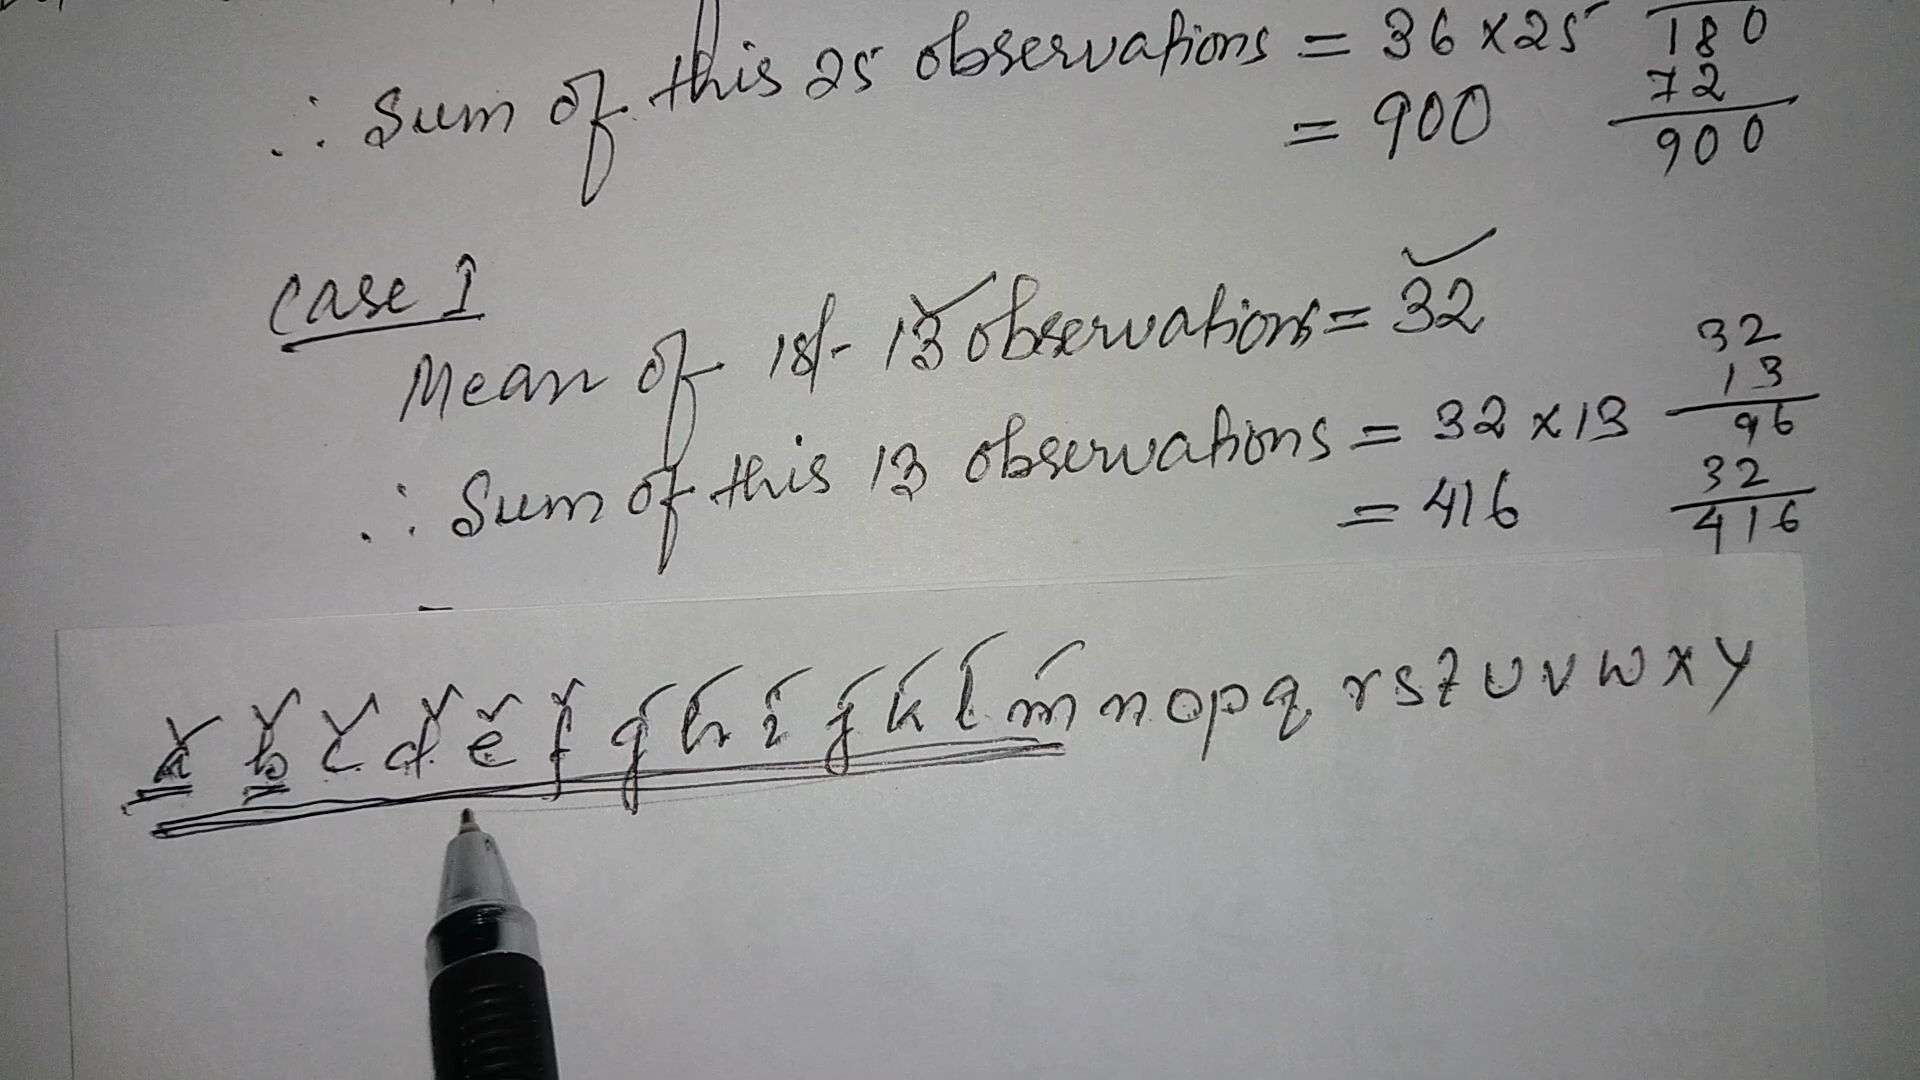 ∴ Sum of this 25 observations = 36 x 25
= 900
180
72
900
Case I
Mean of 1st 13 observations = 32
∴ Sum of this 13 observations = 32 x 13
= 416
32
13
96
32
416
a b c d e f g h i j k l m n o p q r s t u v w x y